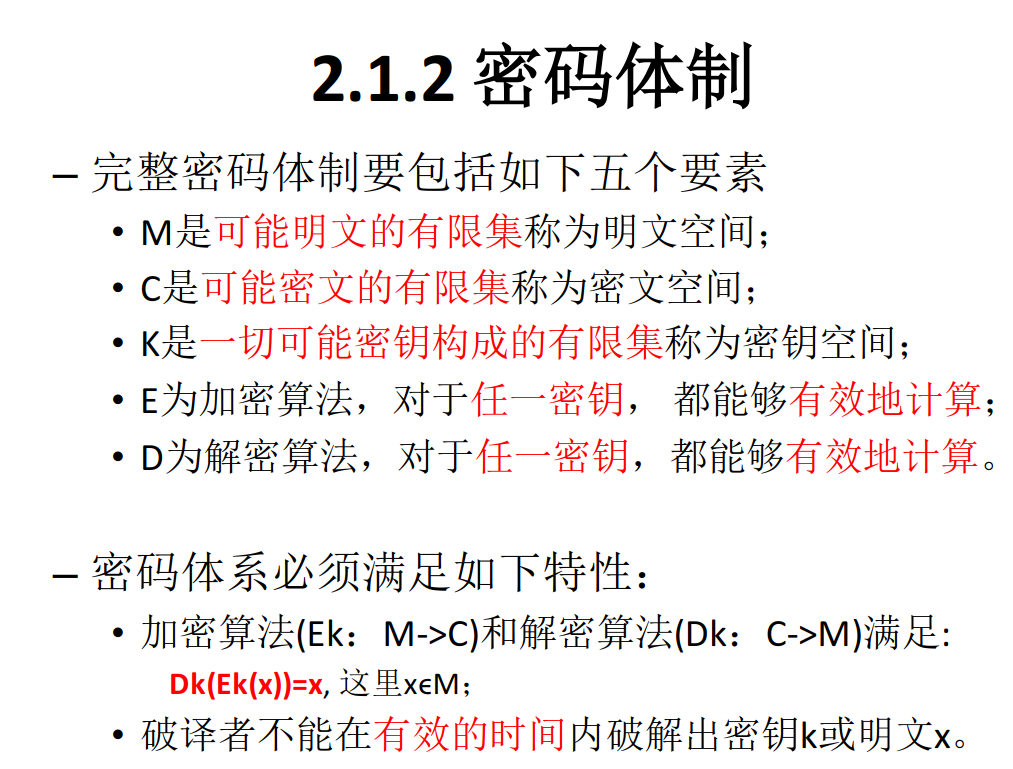 2.1.2 密码体制
– 完整密码体制要包括如下五个要素
• M是可能明文的有限集称为明文空间；
• C是可能密文的有限集称为密文空间；
• K是一切可能密钥构成的有限集称为密钥空间；
• E为加密算法，对于任一密钥， 都能够有效地计算；
• D为解密算法，对于任一密钥，都能够有效地计算。
– 密码体系必须满足如下特性：
• 加密算法(Ek：M->C)和解密算法(Dk：C->M)满足:
Dk(Ek(x))=x, 这里xϵM；
• 破译者不能在有效的时间内破解出密钥k或明文x。